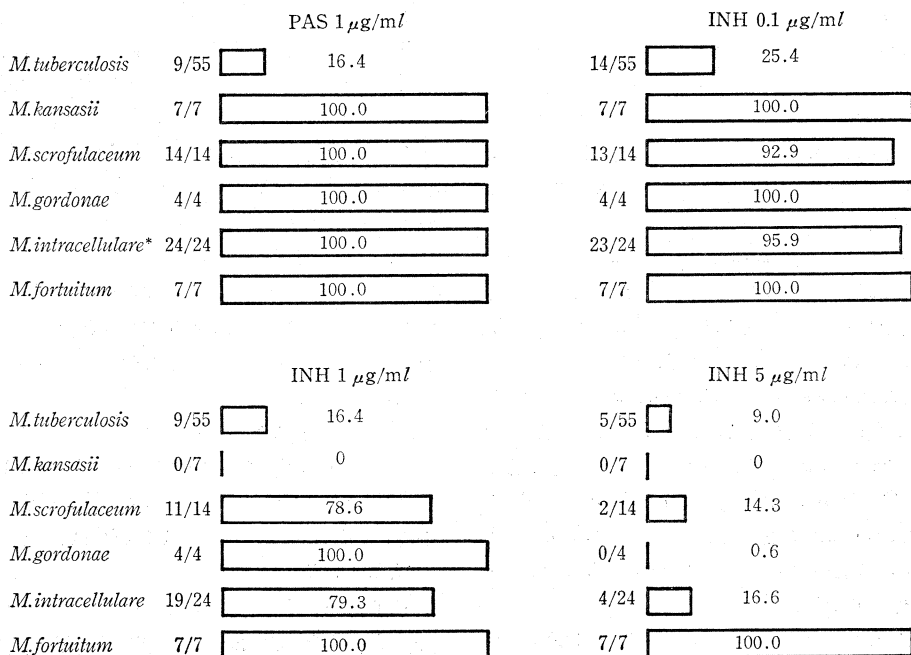 PAS 1 μg/ml INH 0.1 μg/ml
M.tuberculosis 9/55 16.4 14/55 25.4
M.kansasii 7/7 100.0 7/7 100.0
M.scrofulaceum 14/14 100.0 13/14 92.9
M.gordonae 4/4 100.0 4/4 100.0
M.intracellulare* 24/24 100.0 23/24 95.9
M.fortuitum 7/7 100.0 7/7 100.0
INH 1 μg/ml INH 5 μg/ml
M.tuberculosis 9/55 16.4 5/55 9.0
M.kansasii 0/7 0 0/7 0
M.scrofulaceum 11/14 78.6 2/14 14.3
M.gordonae 4/4 100.0 0/4 0.6
M.intracellulare 19/24 79.3 4/24 16.6
M.fortuitum 7/7 100.0 7/7 100.0